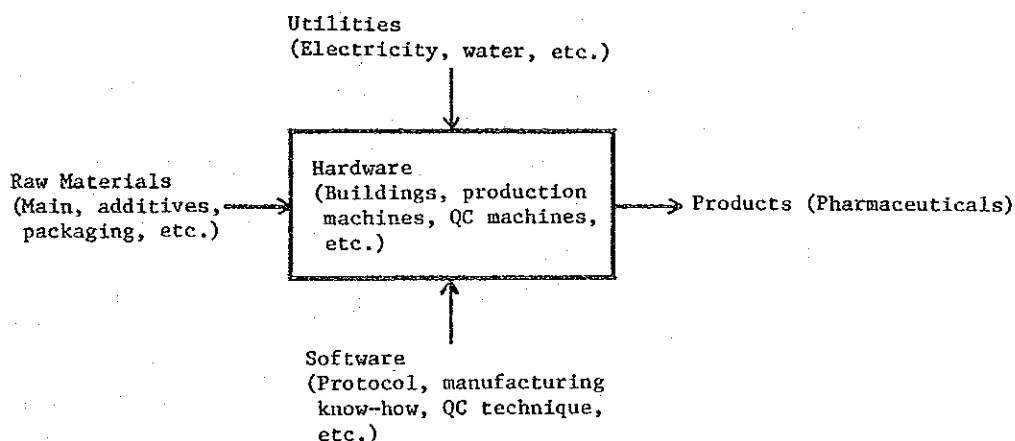 Utilities
(Electricity, water, etc.)
Hardware
(Buildings, production
machines, QC machines,
etc.)
Raw Materials
(Main, additives,
packaging, etc.)
Products (Pharmaceuticals)
Software
(Protocol, manufacturing
know-how, QC technique,
etc.)